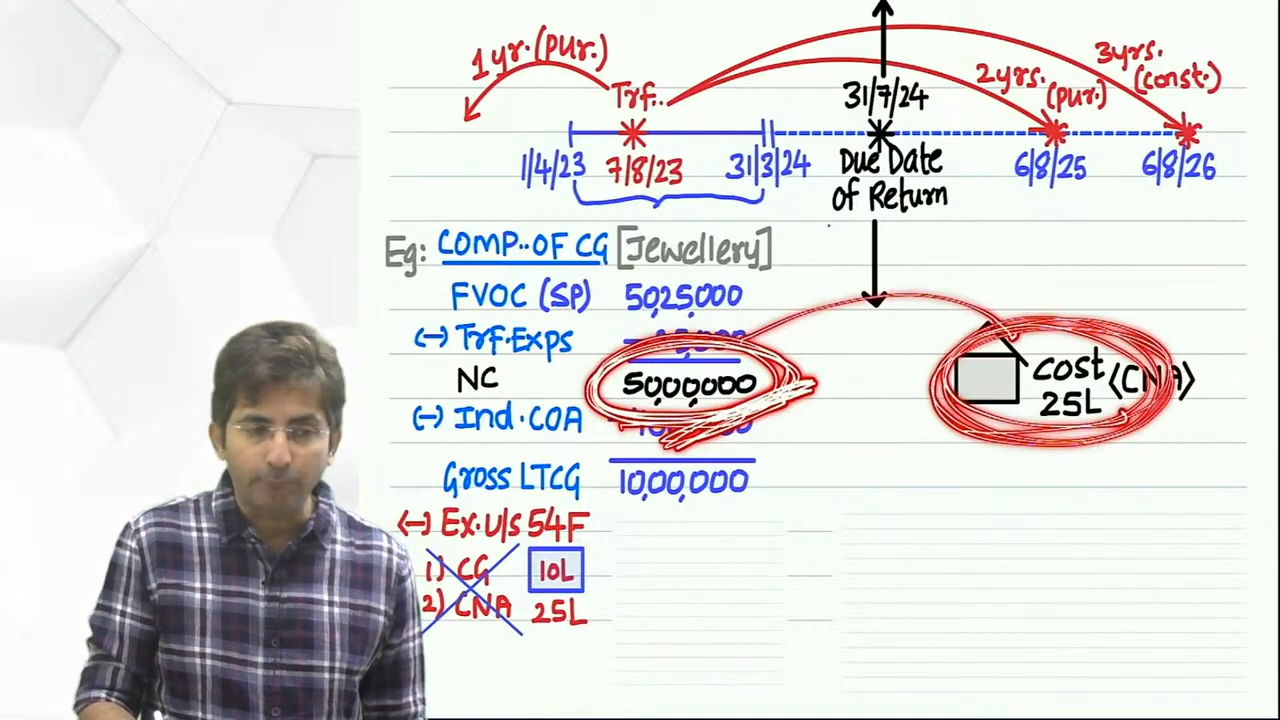 1yr.(pur.)
3yrs.
(const.)
2yrs.
(pur.)
Trf..
31/7/24
1/4/23
7/8/23
31/3/24
Due Date
of Return
6/8/25
6/8/26
Eg: COMP..OF CG [Jewellery]
FVOC (SP) 50,25,000
(-) Trf.Exps
NC 50,00,000
(-) Ind.COA
Gross LTCG 10,00,000
(-) Ex.U/s 54F
1) CG 10L
2) CNA 25L
cost
25L
<CNA>